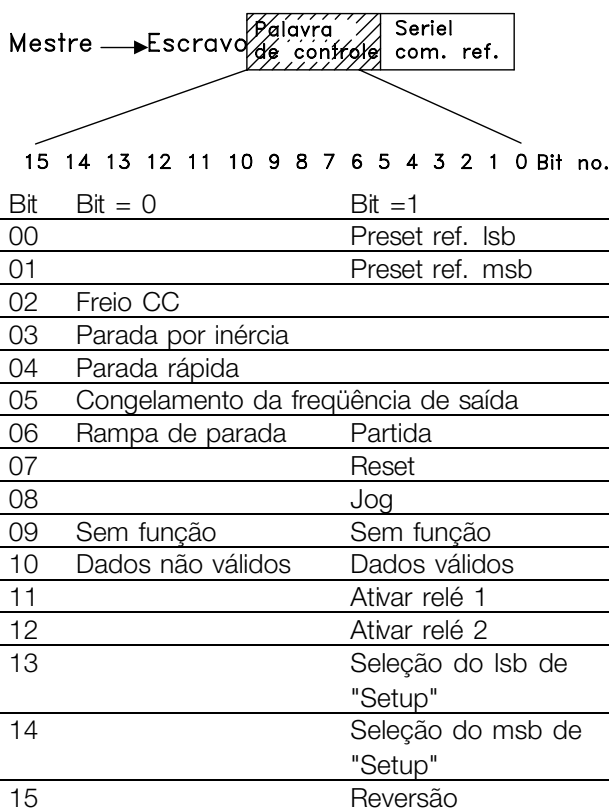 Mestre Escravo Palavra de controle Seriel com. ref.
15 14 13 12 11 10 9 8 7 6 5 4 3 2 1 0 Bit no.
Bit Bit = 0 Bit =1
00 Preset ref. lsb
01 Preset ref. msb
02 Freio CC
03 Parada por inércia
04 Parada rápida
05 Congelamento da freqüência de saída
06 Rampa de parada Partida
07 Reset
08 Jog
09 Sem função Sem função
10 Dados não válidos Dados válidos
11 Ativar relé 1
12 Ativar relé 2
13 Seleção do lsb de
"Setup"
14 Seleção do msb de
"Setup"
15 Reversão